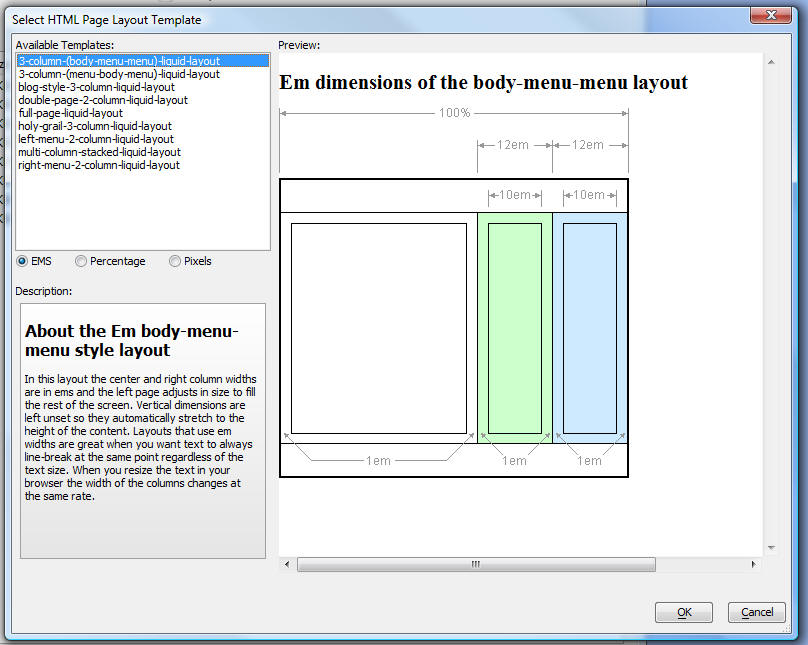 Select HTML Page Layout Template
Available Templates:
3-column-(body-menu-menu)-liquid-layout
3-column-(menu-body-menu)-liquid-layout
blog-style-3-column-liquid-layout
double-page-2-column-liquid-layout
full-page-liquid-layout
holy-grail-3-column-liquid-layout
left-menu-2-column-liquid-layout
multi-column-stacked-liquid-layout
right-menu-2-column-liquid-layout
EMS
Percentage
Pixels
Description:
About the Em body-menu-
menu style layout
In this layout the center and right column widths
are in ems and the left page adjusts in size to fill
the rest of the screen. Vertical dimensions are
left unset so they automatically stretch to the
height of the content. Layouts that use em
widths are great when you want text to always
line-break at the same point regardless of the
text size. When you resize the text in your
browser the width of the columns changes at
the same rate.
Preview:
Em dimensions of the body-menu-menu layout
100%
12em
12em
10em
10em
1em
1em
1em
OK
Cancel